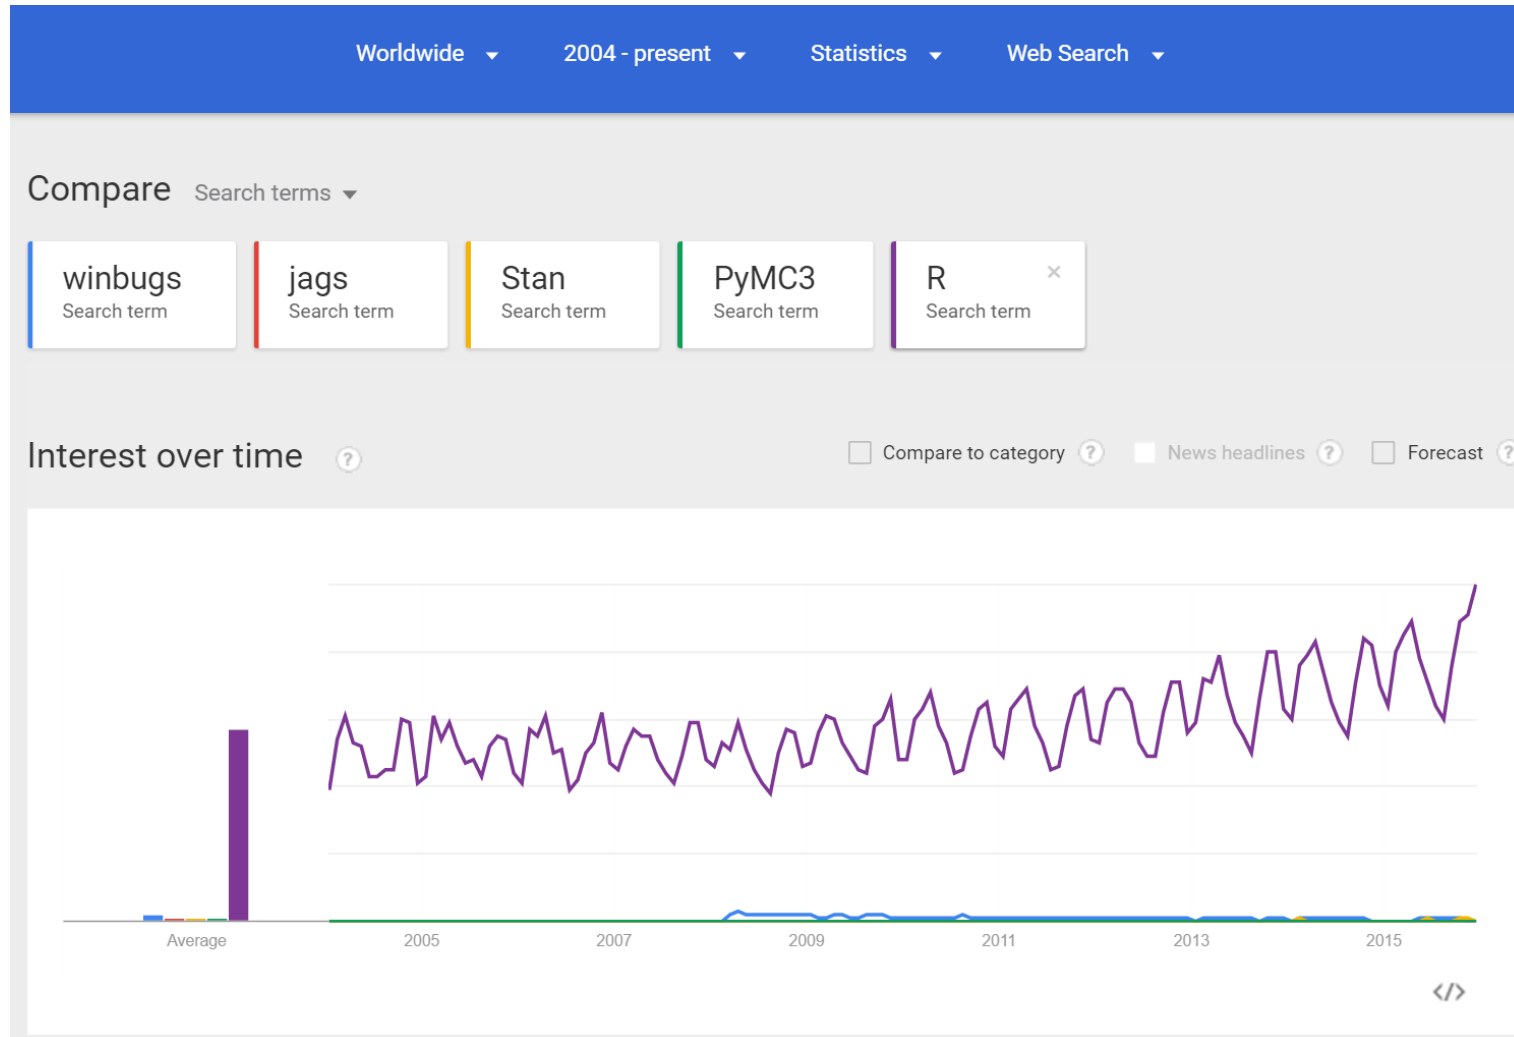 Worldwide 2004 - present Statistics Web Search
Compare Search terms
winbugs jags Stan PyMC3 R ×
Search term Search term Search term Search term Search term
Interest over time ? Compare to category ? News headlines ? Forecast ?
Average 2005 2007 2009 2011 2013 2015
</>